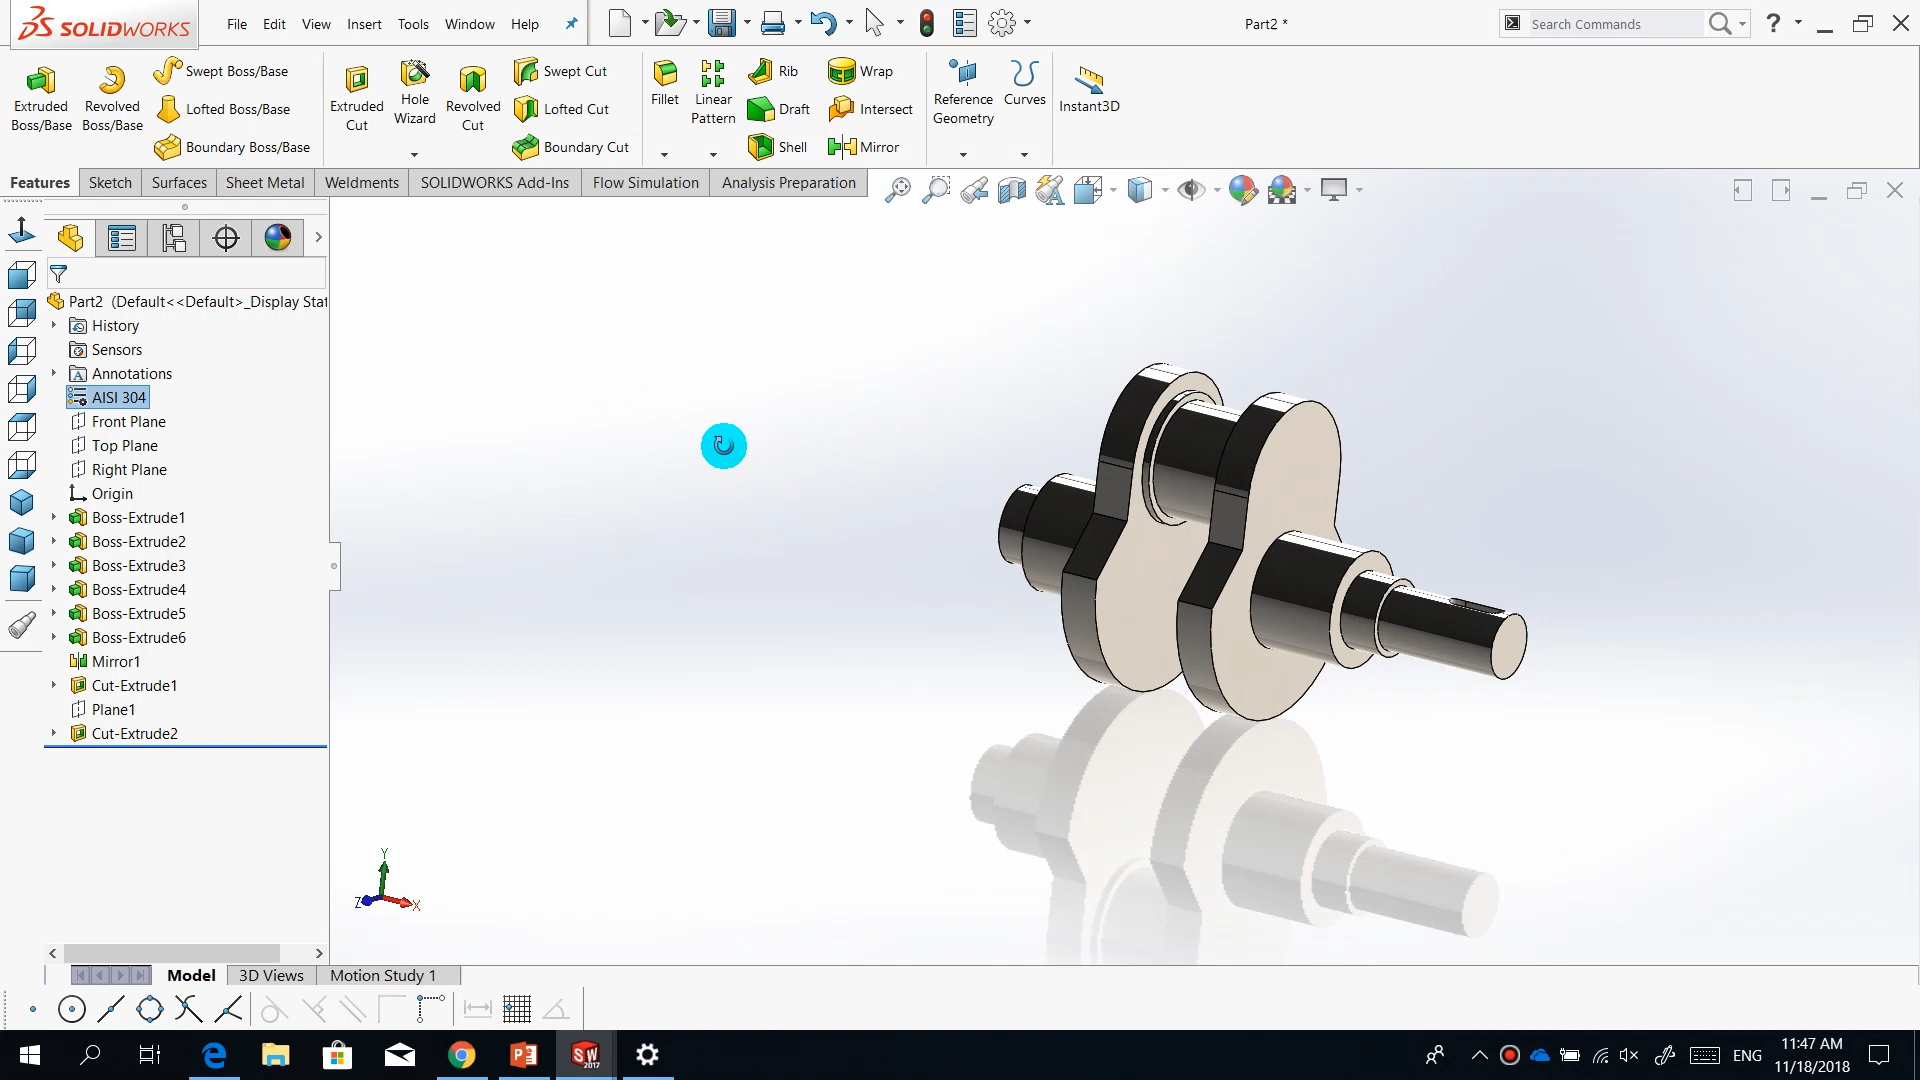 SOLIDWORKS File Edit View Insert Tools Window Help Part2 * Search Commands ?
Extruded Boss/Base
Revolved Boss/Base
Swept Boss/Base
Lofted Boss/Base
Boundary Boss/Base
Extruded Cut
Hole Wizard
Revolved Cut
Swept Cut
Lofted Cut
Boundary Cut
Fillet
Linear Pattern
Rib
Draft
Shell
Wrap
Intersect
Mirror
Reference Geometry
Curves
Instant3D
Features Sketch Surfaces Sheet Metal Weldments SOLIDWORKS Add-Ins Flow Simulation Analysis Preparation
Part2 (Default<<Default>_Display Stat
History
Sensors
Annotations
AISI 304
Front Plane
Top Plane
Right Plane
Origin
Boss-Extrude1
Boss-Extrude2
Boss-Extrude3
Boss-Extrude4
Boss-Extrude5
Boss-Extrude6
Mirror1
Cut-Extrude1
Plane1
Cut-Extrude2
Y
Z X
Model 3D Views Motion Study 1
SW 2017
ENG
11:47 AM
11/18/2018